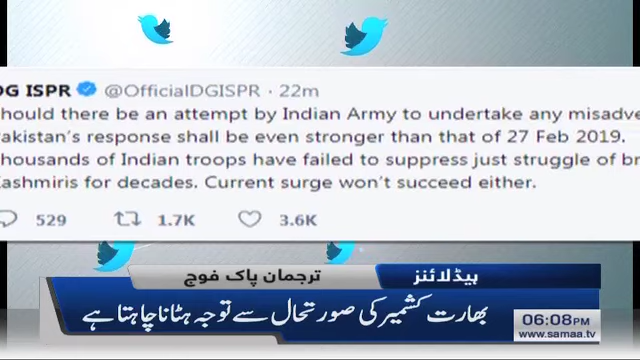 DG ISPR @OfficialDGISPR · 22m
hould there be an attempt by Indian Army to undertake any misadve
Pakistan's response shall be even stronger than that of 27 Feb 2019.
housands of Indian troops have failed to suppress just struggle of br
Kashmiris for decades. Current surge won't succeed either.
529 1.7K 3.6K
ہیڈلائنز ترجمان پاک فوج
بھارت کشمیر کی صورتحال سے توجہ ہٹانا چاہتا ہے
06:08PM
www.samaa.tv